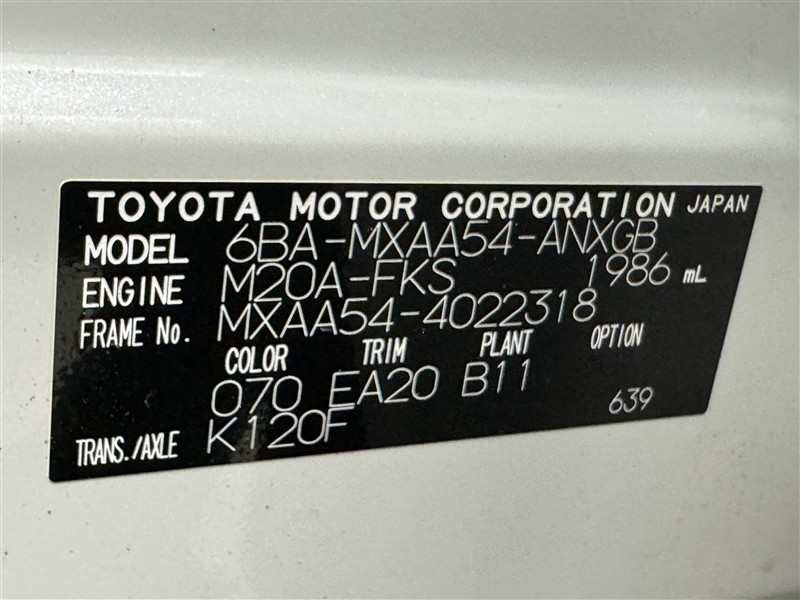 TOYOTA MOTOR CORPORATION JAPAN
MODEL 6BA-MXAA54-ANXGB
ENGINE M20A-FKS 1986 mL
FRAME No. MXAA54-4022318
COLOR TRIM PLANT OPTION
070 EA20 B11
639
TRANS./AXLE K120F